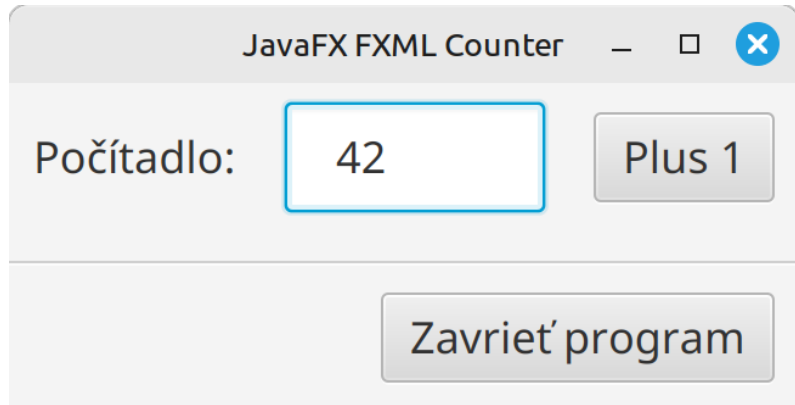 JavaFX FXML Counter
Počítadlo: 42 Plus 1
Zavrieť program